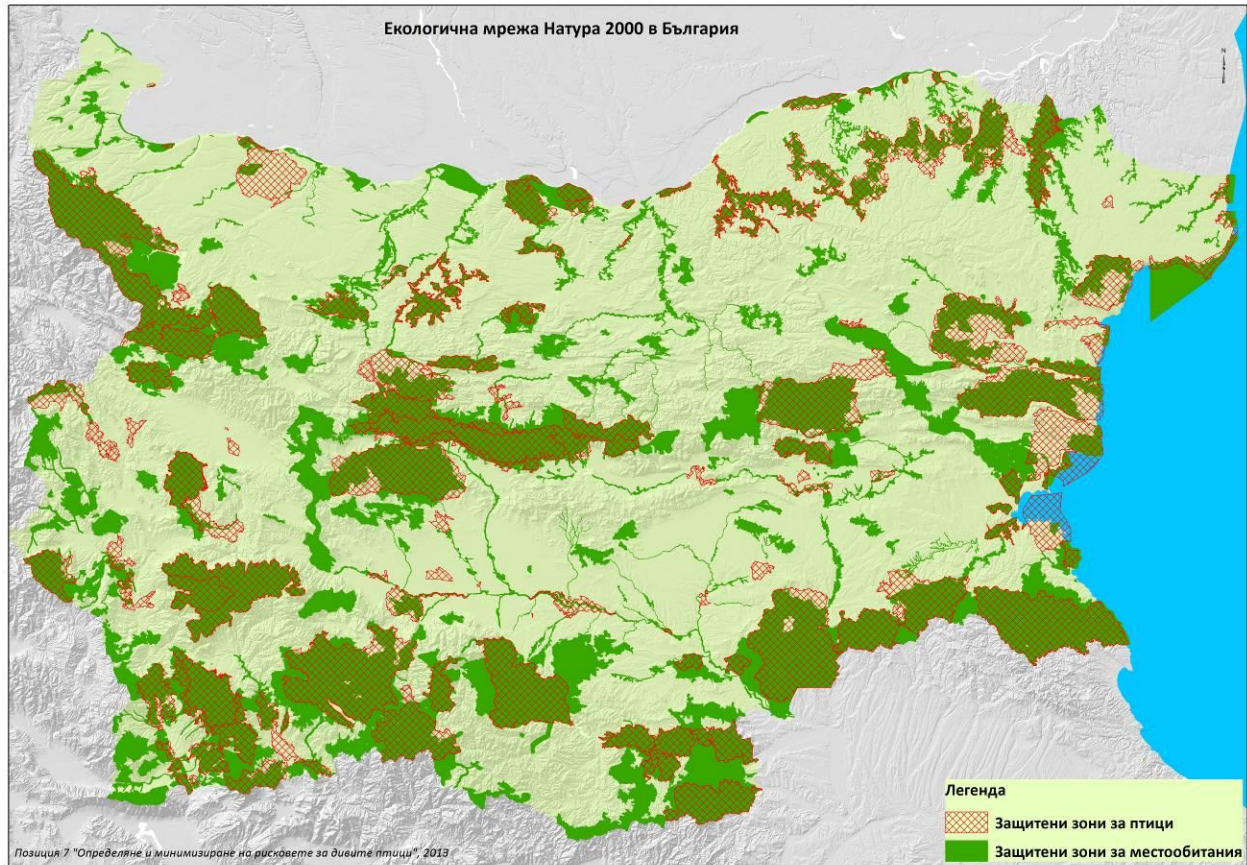 Екологична мрежа Натура 2000 в България
Легенда
Защитени зони за птици
Защитени зони за местообитания
Позиция 7 "Определяне и минимизиране на рисковете за дивите птици", 2013